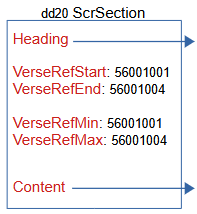 dd20 ScrSection
Heading
VerseRefStart: 56001001
VerseRefEnd: 56001004
VerseRefMin: 56001001
VerseRefMax: 56001004
Content